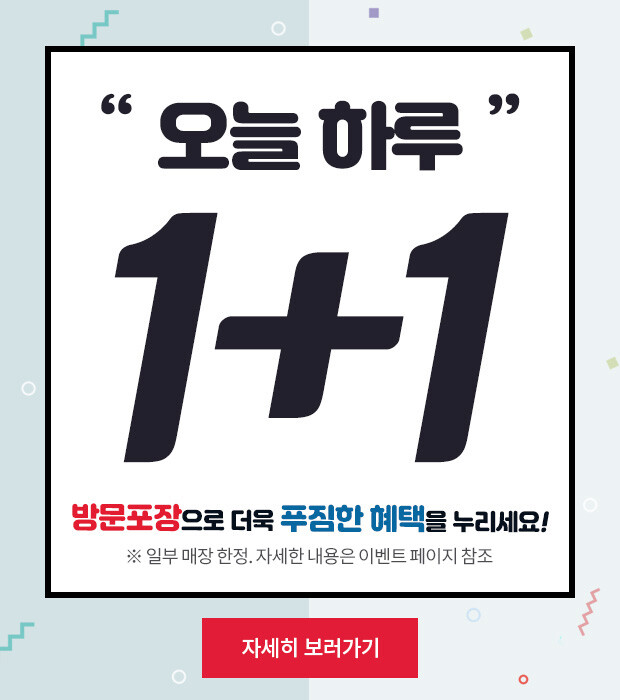 “ 오늘 하루 ”
1+1
방문포장으로 더욱 푸짐한 혜택을 누리세요!
※ 일부 매장 한정. 자세한 내용은 이벤트 페이지 참조
자세히 보러가기